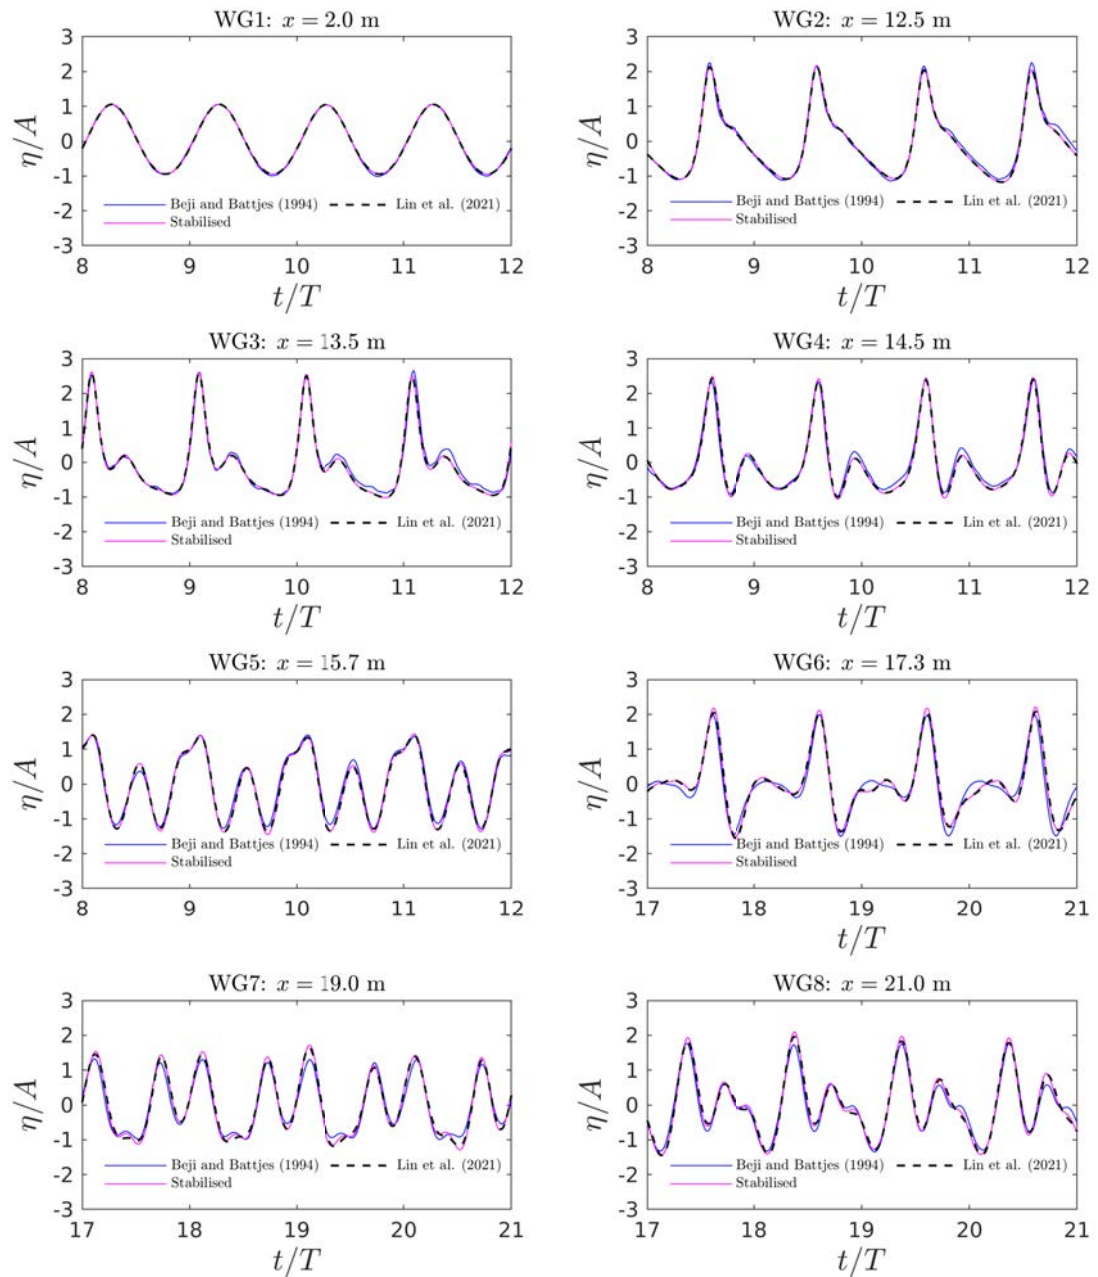 WG1: x = 2.0 m
3
2
1
0
-1
-2
-3
η/A
Beji and Battjes (1994)
Lin et al. (2021)
Stabilised
8 9 10 11 12
t/T
WG2: x = 12.5 m
3
2
1
0
-1
-2
-3
η/A
Beji and Battjes (1994)
Lin et al. (2021)
Stabilised
8 9 10 11 12
t/T
WG3: x = 13.5 m
3
2
1
0
-1
-2
-3
η/A
Beji and Battjes (1994)
Lin et al. (2021)
Stabilised
8 9 10 11 12
t/T
WG4: x = 14.5 m
3
2
1
0
-1
-2
-3
η/A
Beji and Battjes (1994)
Lin et al. (2021)
Stabilised
8 9 10 11 12
t/T
WG5: x = 15.7 m
3
2
1
0
-1
-2
-3
η/A
Beji and Battjes (1994)
Lin et al. (2021)
Stabilised
8 9 10 11 12
t/T
WG6: x = 17.3 m
3
2
1
0
-1
-2
-3
η/A
Beji and Battjes (1994)
Lin et al. (2021)
Stabilised
17 18 19 20 21
t/T
WG7: x = 19.0 m
3
2
1
0
-1
-2
-3
η/A
Beji and Battjes (1994)
Lin et al. (2021)
Stabilised
17 18 19 20 21
t/T
WG8: x = 21.0 m
3
2
1
0
-1
-2
-3
η/A
Beji and Battjes (1994)
Lin et al. (2021)
Stabilised
17 18 19 20 21
t/T